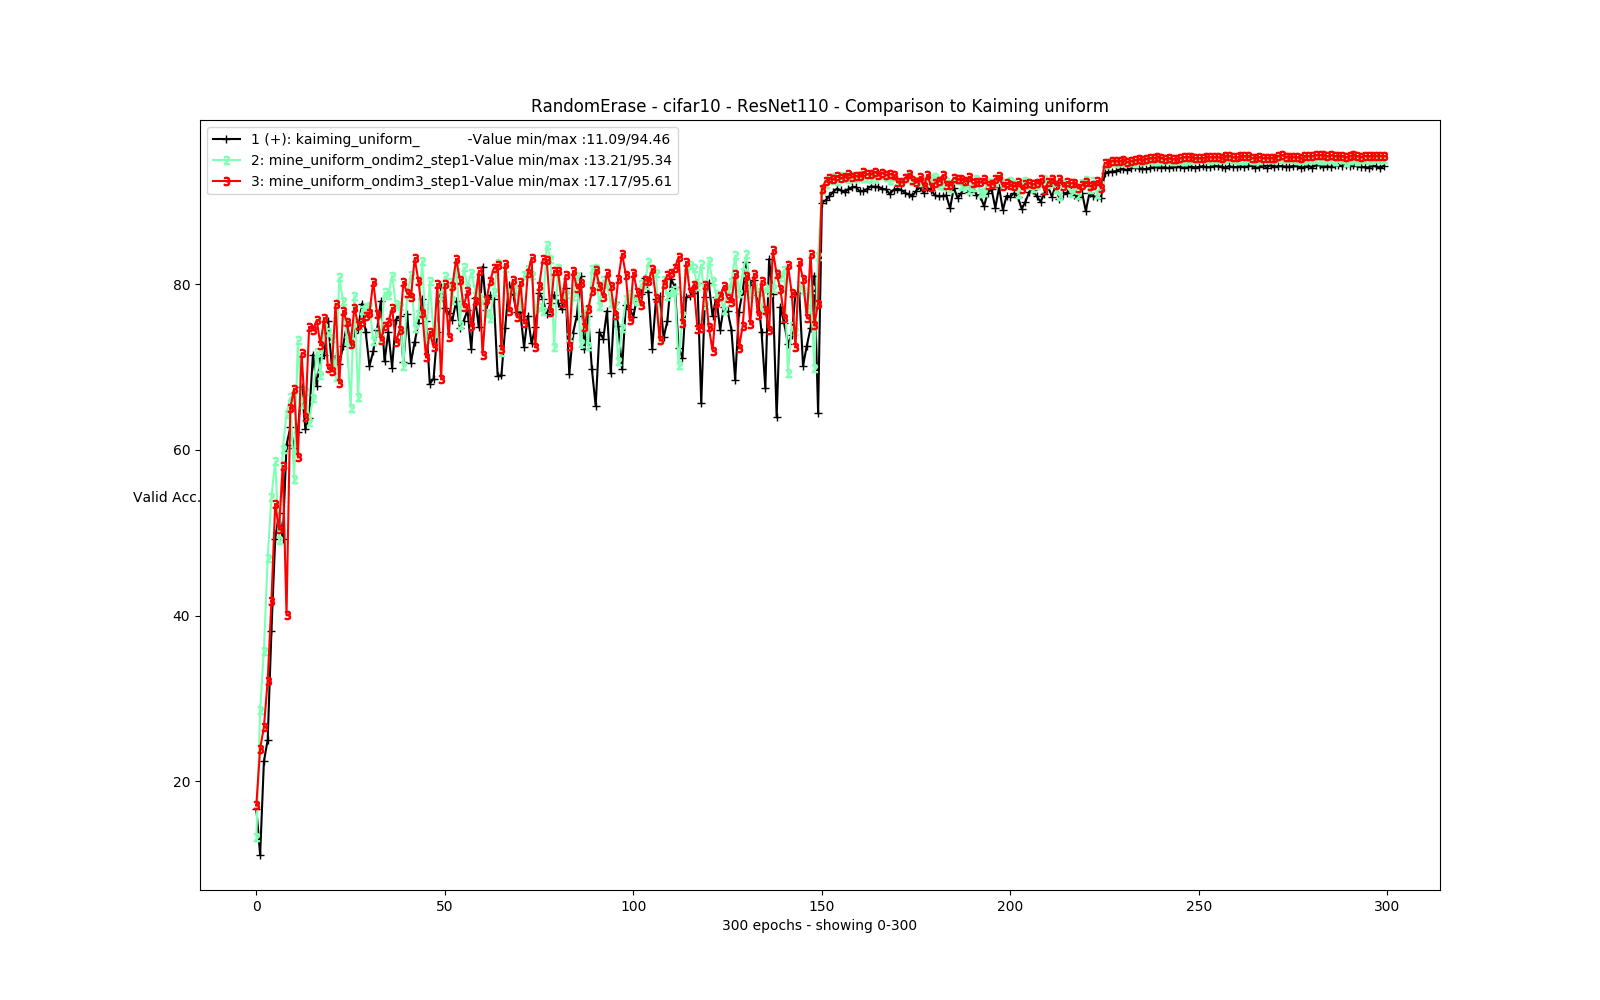 RandomErase - cifar10 - ResNet110 - Comparison to Kaiming uniform
1 (+): kaiming_uniform_ -Value min/max :11.09/94.46
2: mine_uniform_ondim2_step1-Value min/max :13.21/95.34
3: mine_uniform_ondim3_step1-Value min/max :17.17/95.61
80
60
Valid Acc.
40
20
0 50 100 150 200 250 300
300 epochs - showing 0-300